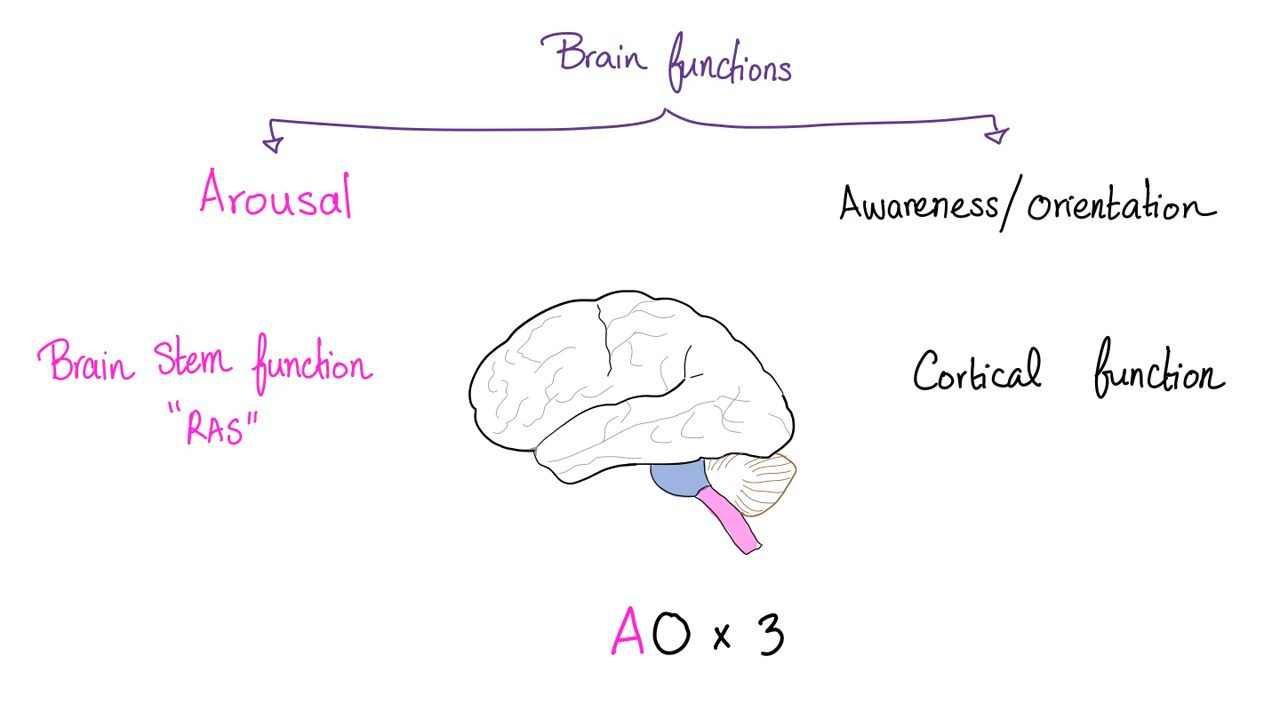 Brain functions
Arousal
Awareness/orientation
Brain Stem function
"RAS"
Cortical function
AO x 3